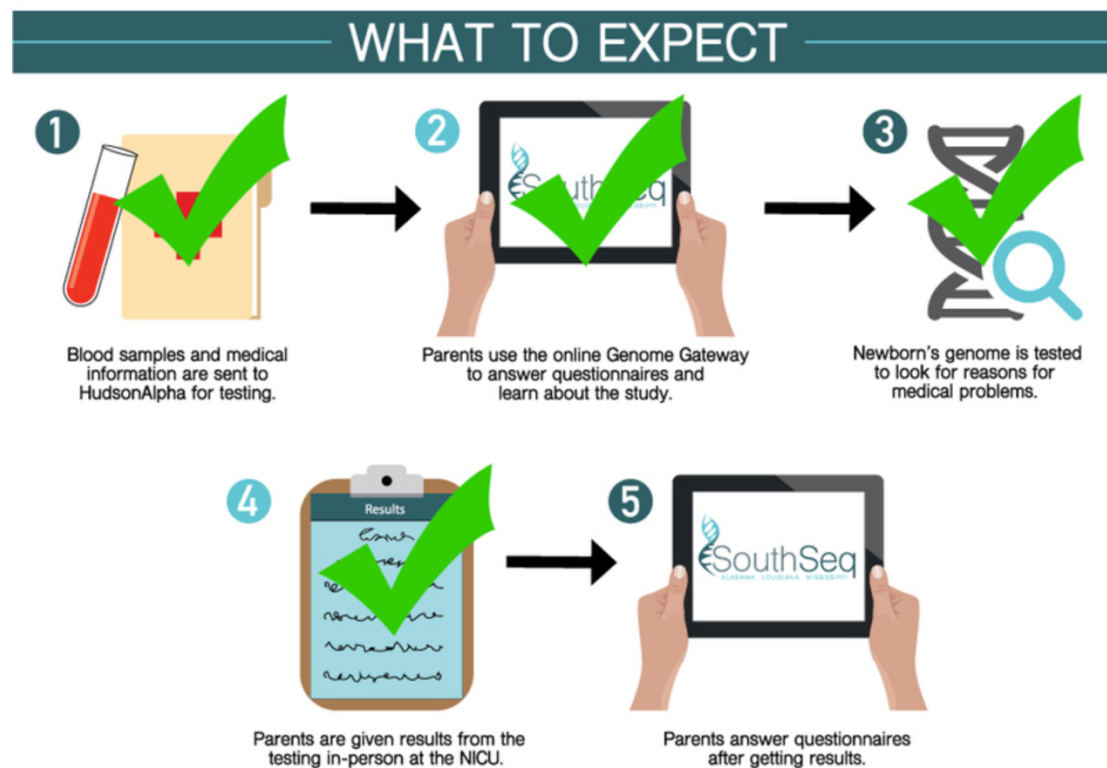 WHAT TO EXPECT
1
2
3
SouthSeq
Blood samples and medical
information are sent to
HudsonAlpha for testing.
Parents use the online Genome Gateway
to answer questionnaires and
learn about the study.
Newborn's genome is tested
to look for reasons for
medical problems.
4
Results
5
SouthSeq
ALABAMA LOUISIANA MISSISSIPPI
Parents are given results from the
testing in-person at the NICU.
Parents answer questionnaires
after getting results.